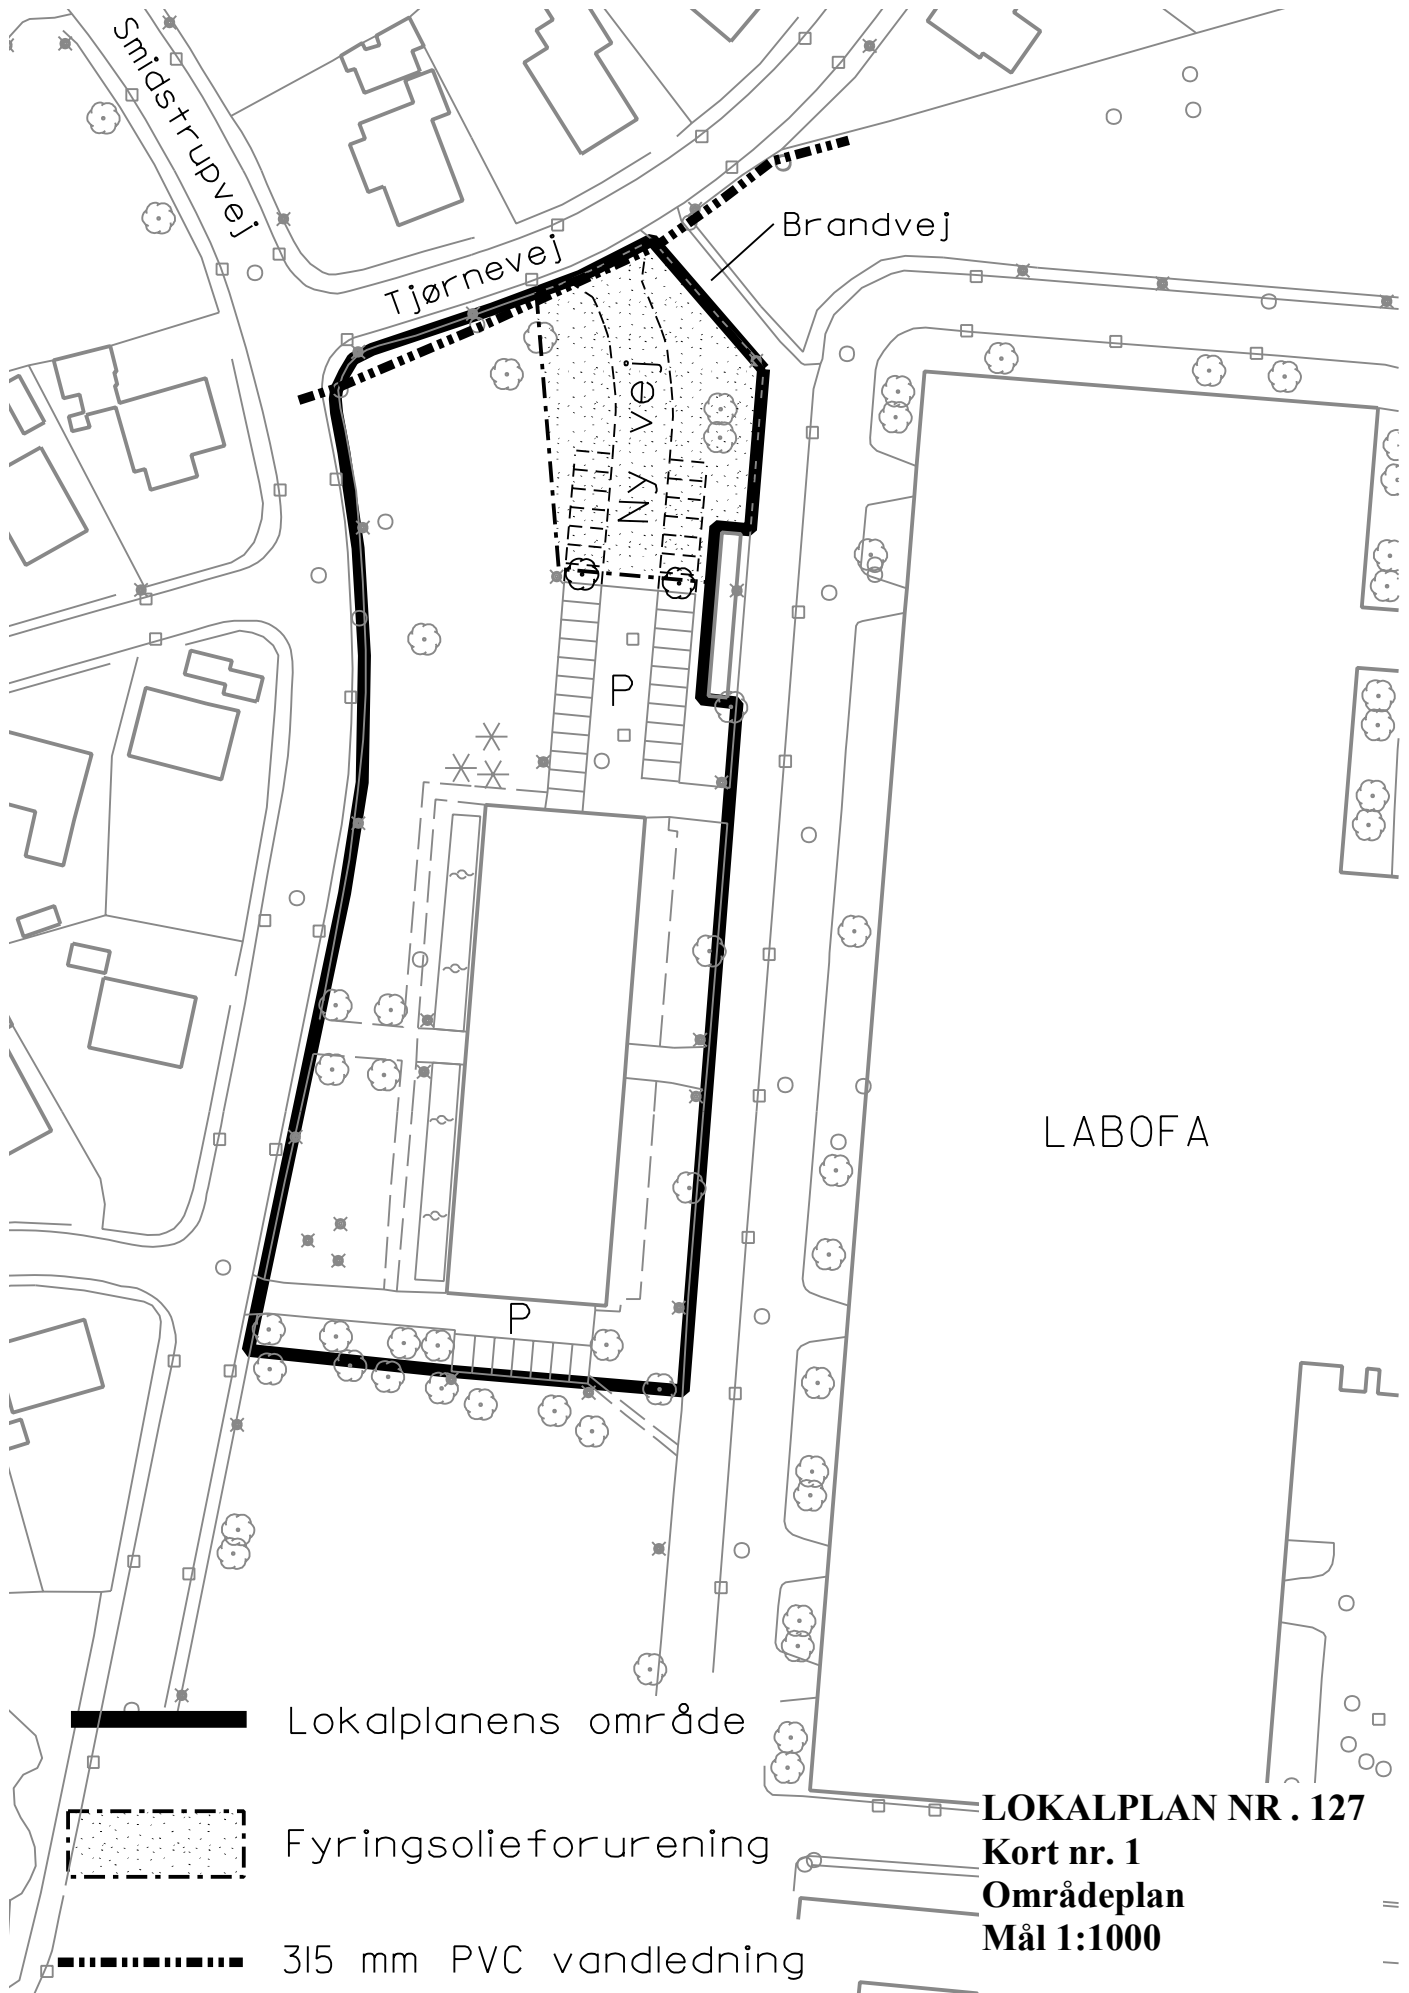 Smidstrupvej
Brandvej
Tjørnevej
Ny vej
P
LABOFA
P
Lokalplanens område
Fyringsolieforurening
315 mm PVC vandledning
LOKALPLAN NR . 127
Kort nr. 1
Områdeplan
Mål 1:1000